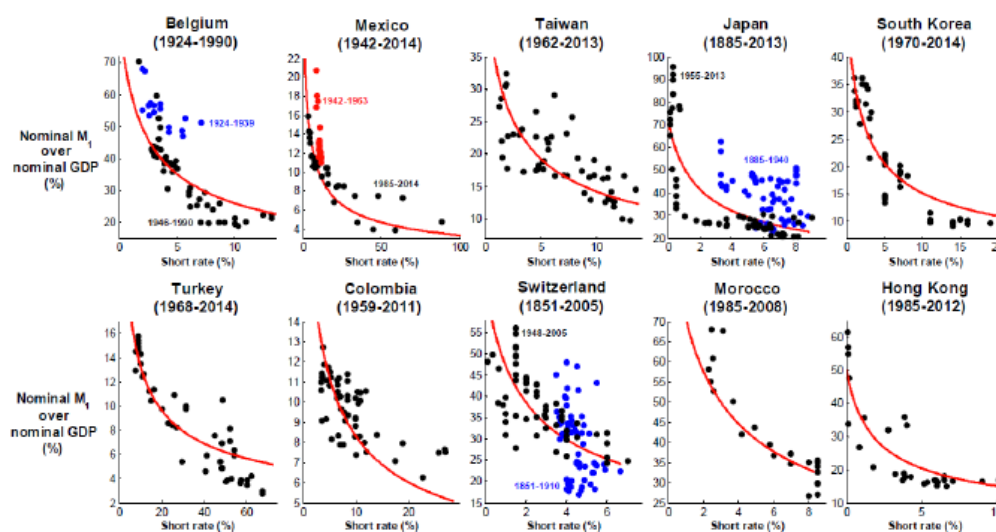 Belgium
(1924-1990)
Mexico
(1942-2014)
Taiwan
(1962-2013)
Japan
(1885-2013)
South Korea
(1970-2014)
Nominal M1
over
nominal GDP
(%)
70
60
50
40
30
20
1924-1939
1946-1990
0 5 10
Short rate (%)
22
20
18
16
14
12
10
8
6
4
1985-2014
0 50 100
Short rate (%)
35
30
25
20
15
10
0 5 10
Short rate (%)
100
90
80
70
60
50
40
30
20
1955-2013
1885-1940
0 2 4 6 8
Short rate (%)
40
35
30
25
20
15
10
0 5 10 15
Short rate (%)
Turkey
(1968-2014)
Colombia
(1959-2011)
Switzerland
(1851-2005)
Morocco
(1985-2008)
Hong Kong
(1985-2012)
Nominal M1
over
nominal GDP
(%)
16
14
12
10
8
6
4
2
0 20 40 60
Short rate (%)
14
13
12
11
10
9
8
7
6
5
0 10 20
Short rate (%)
55
50
45
40
35
30
25
20
15
1948-2005
1851-1910
0 2 4 6
Short rate (%)
70
65
60
55
50
45
40
35
30
25
0 2 4 6 8
Short rate (%)
70
60
50
40
30
20
10
0 5
Short rate (%)